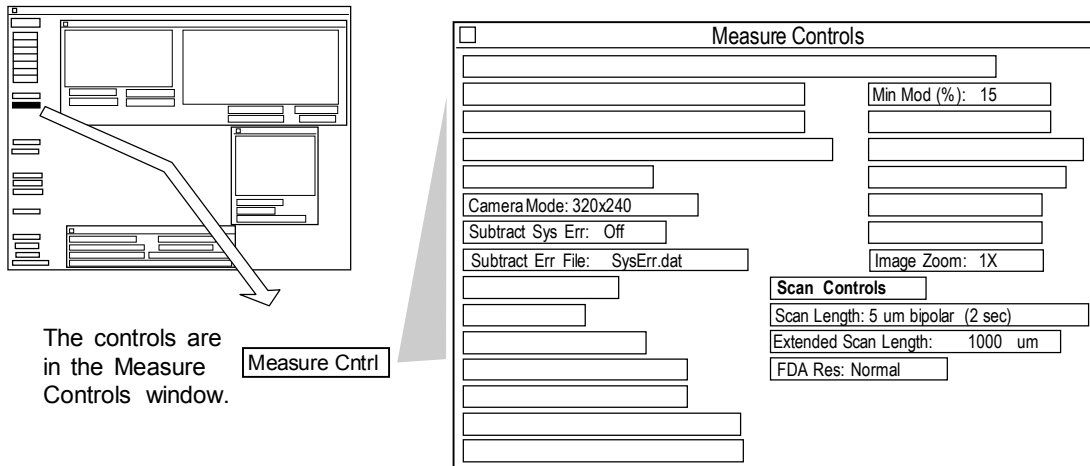 Measure Controls
Min Mod (%): 15
Camera Mode: 320x240
Subtract Sys Err: Off
Subtract Err File: SysErr.dat
Image Zoom: 1X
Scan Controls
Scan Length: 5 um bipolar (2 sec)
Extended Scan Length: 1000 um
FDA Res: Normal
The controls are
in the Measure
Controls window.
Measure Cntrl